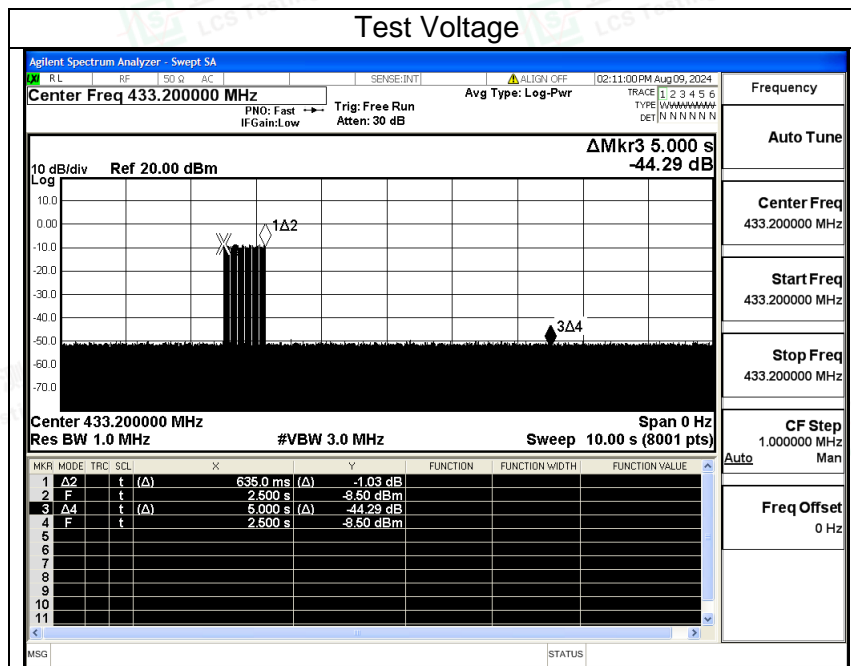 Test Voltage
Agilent Spectrum Analyzer - Swept SA
LXI RL RF 50 Ω AC SENSE:INT ALIGN OFF 02:11:00 PM Aug 09, 2024
Center Freq 433.200000 MHz
PNO: Fast
IFGain:Low
Trig: Free Run
Atten: 30 dB
Avg Type: Log-Pwr
TRACE 1 2 3 4 5 6
TYPE WWWWWW
DET N N N N N N
ΔMkr3 5.000 s
-44.29 dB
10 dB/div Ref 20.00 dBm
Log
10.0
0.00
-10.0
-20.0
-30.0
-40.0
-50.0
-60.0
-70.0
1Δ2
3Δ4
Center 433.200000 MHz Span 0 Hz
Res BW 1.0 MHz #VBW 3.0 MHz Sweep 10.00 s (8001 pts)
MKR MODE TRC SCL X Y FUNCTION FUNCTION WIDTH FUNCTION VALUE
1 Δ2 t (Δ) 635.0 ms (Δ) -1.03 dB
2 F t 2.500 s -8.50 dBm
3 Δ4 t (Δ) 5.000 s (Δ) -44.29 dB
4 F t 2.500 s -8.50 dBm
5
6
7
8
9
10
11
MSG STATUS
Frequency
Auto Tune
Center Freq
433.200000 MHz
Start Freq
433.200000 MHz
Stop Freq
433.200000 MHz
CF Step
1.000000 MHz
Auto Man
Freq Offset
0 Hz